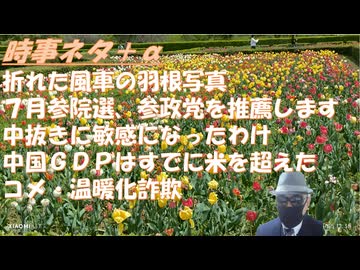 時事ネタ＋α
折れた風車の羽根写真
７月参院選、参政党を推薦します
中抜きに敏感になったわけ
中国ＧＤＰはすでに米を超えた
コメ・温暖化詐欺
XIAOMI